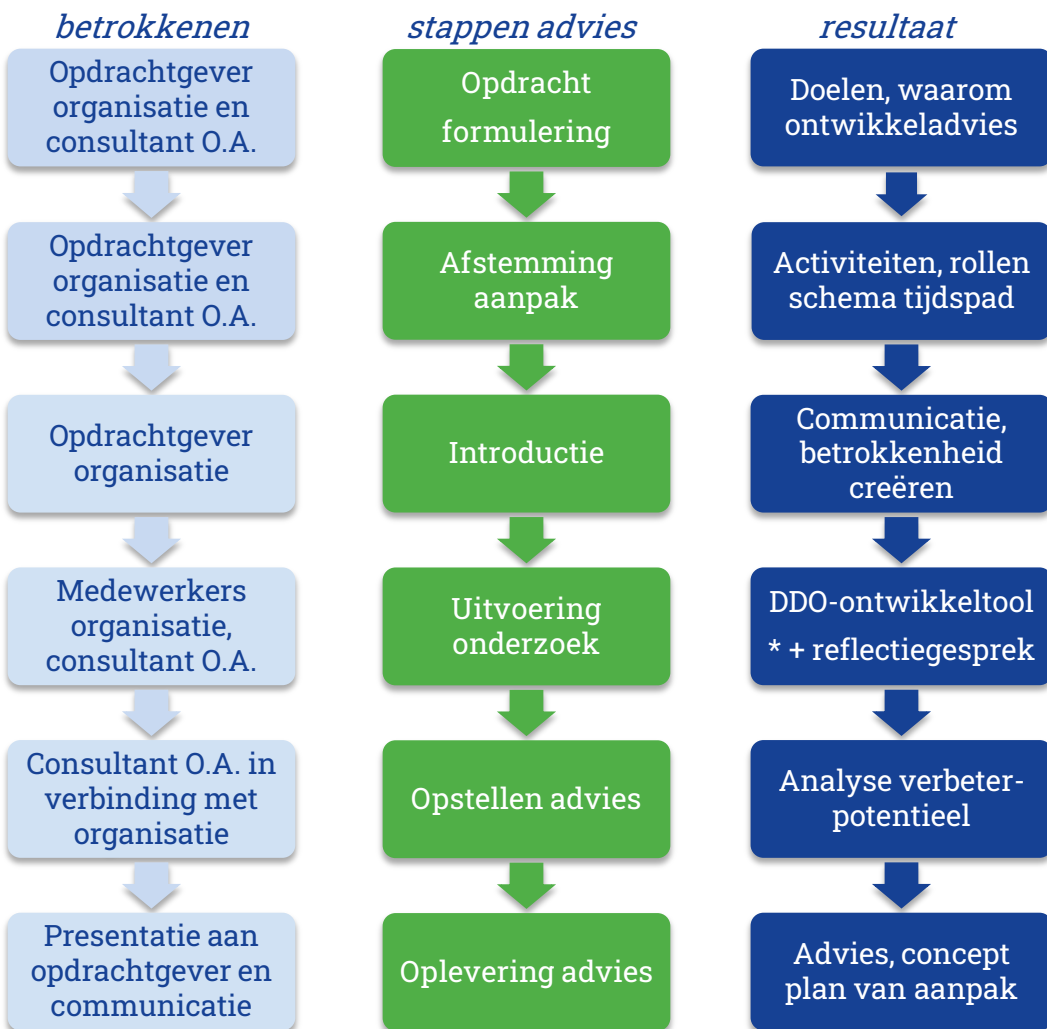 betrokkenen
stappen advies
resultaat
Opdrachtgever
organisatie en
consultant O.A.
Opdracht
formulering
Doelen, waarom
ontwikkeladvies
Opdrachtgever
organisatie en
consultant O.A.
Afstemming
aanpak
Activiteiten, rollen
schema tijdspad
Opdrachtgever
organisatie
Introductie
Communicatie,
betrokkenheid
creëren
Medewerkers
organisatie,
consultant O.A.
Uitvoering
onderzoek
DDO-ontwikkeltool
* + reflectiegesprek
Consultant O.A. in
verbinding met
organisatie
Opstellen advies
Analyse verbeter-
potentieel
Presentatie aan
opdrachtgever en
communicatie
Oplevering advies
Advies, concept
plan van aanpak